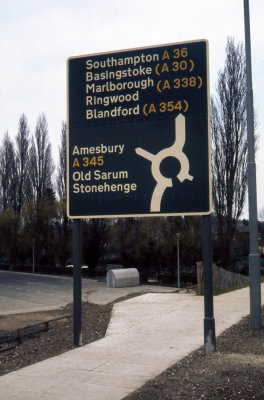 Southampton A 36
Basingstoke (A 30)
Marlborough (A 338)
Ringwood
Blandford (A 354)
Amesbury
A 345
Old Sarum
Stonehenge